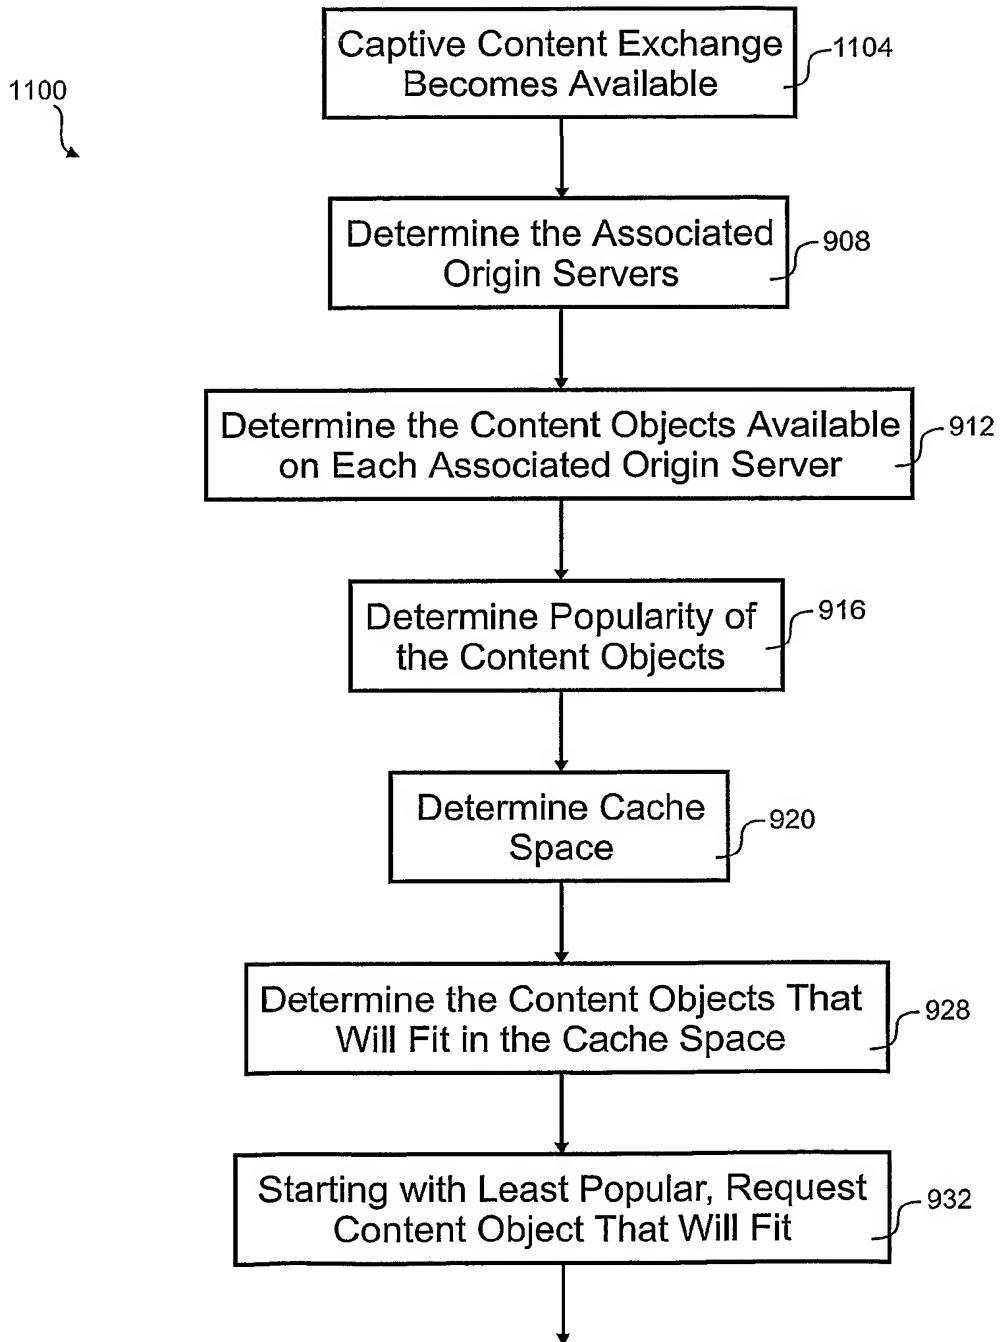 Captive Content Exchange
Becomes Available
1104
1100
Determine the Associated
Origin Servers
908
Determine the Content Objects Available
on Each Associated Origin Server
912
Determine Popularity of
the Content Objects
916
Determine Cache
Space
920
Determine the Content Objects That
Will Fit in the Cache Space
928
Starting with Least Popular, Request
Content Object That Will Fit
932